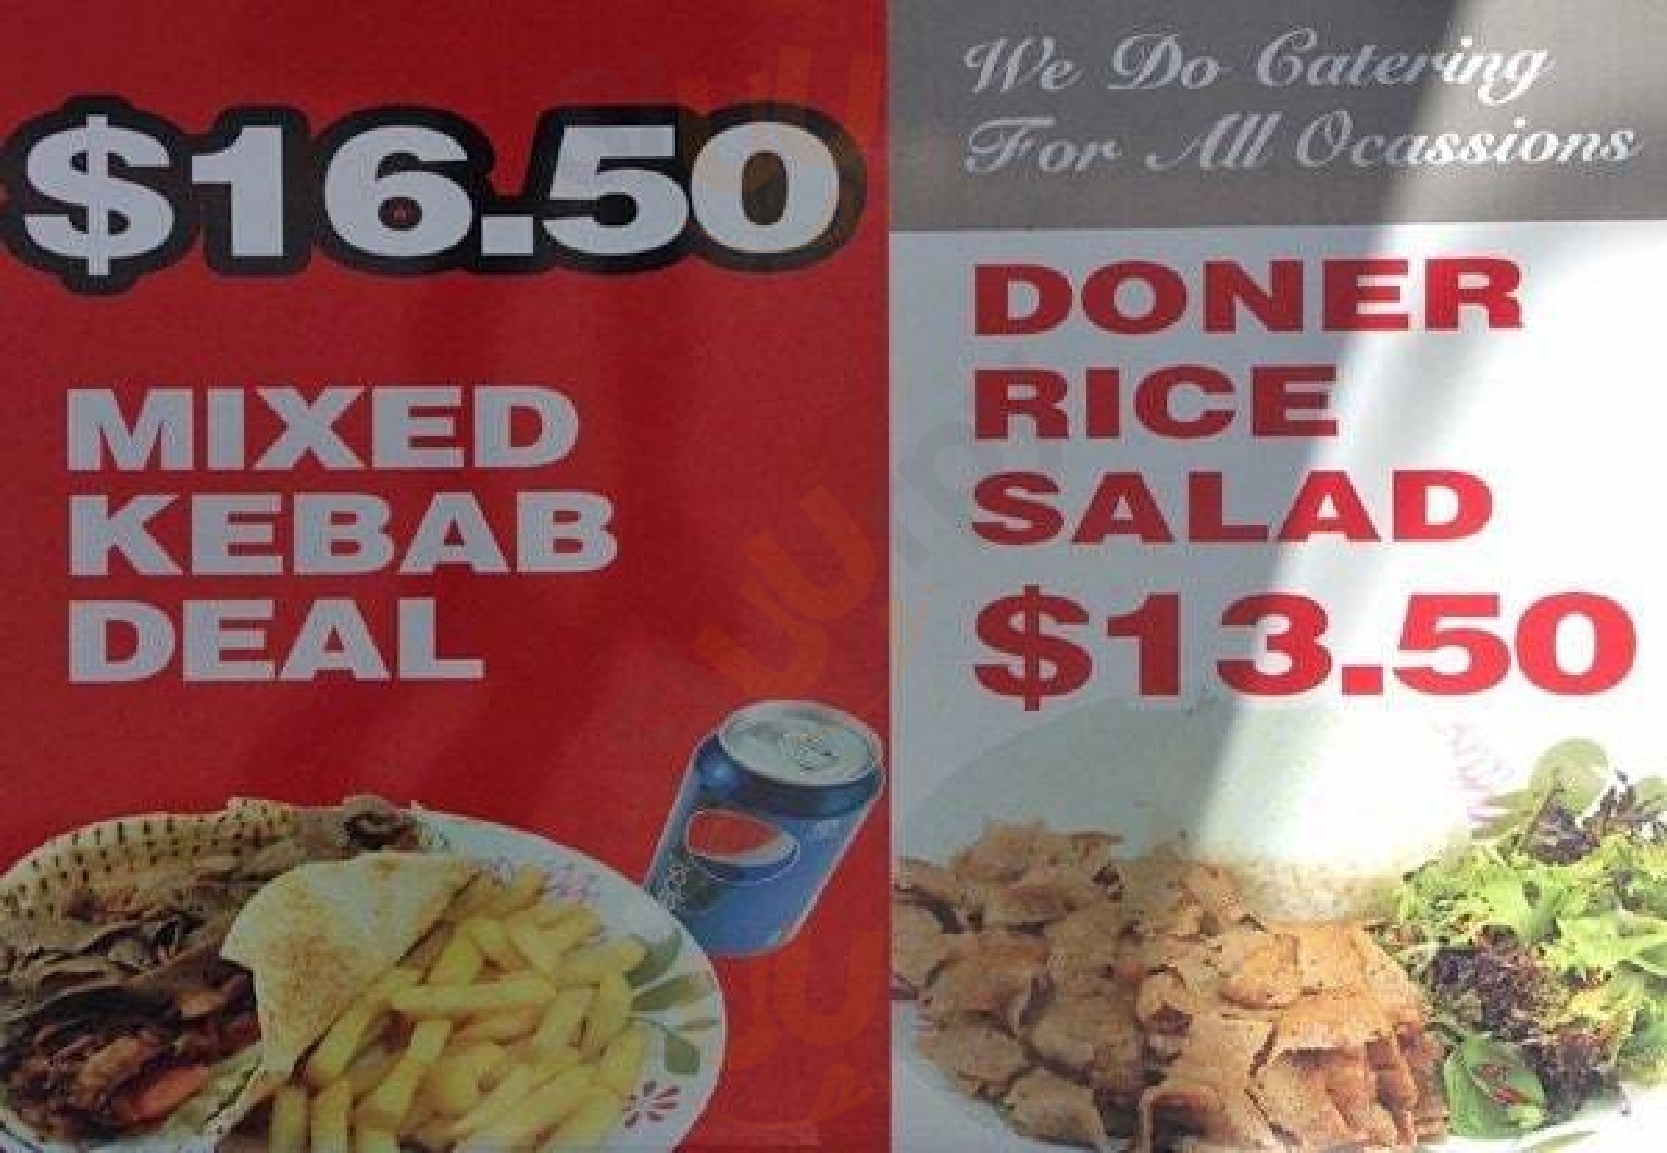 $16.50
MIXED
KEBAB
DEAL
We Do Catering
For All Ocassions
DONER
RICE
SALAD
$13.50